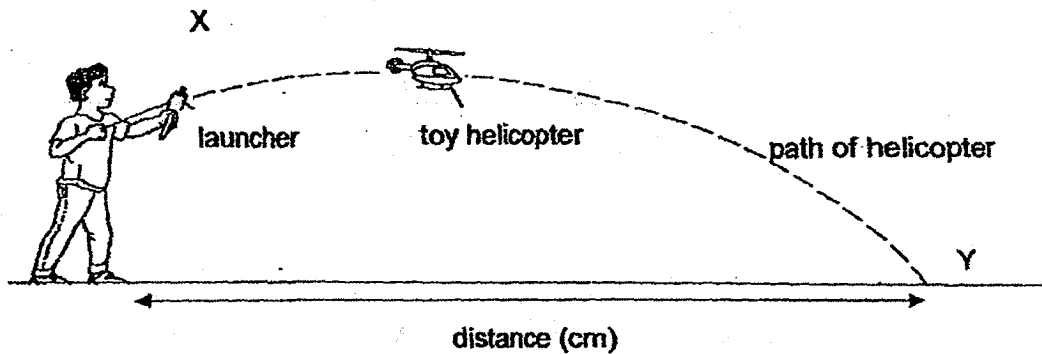 X
launcher
toy helicopter
path of helicopter
Y
distance (cm)